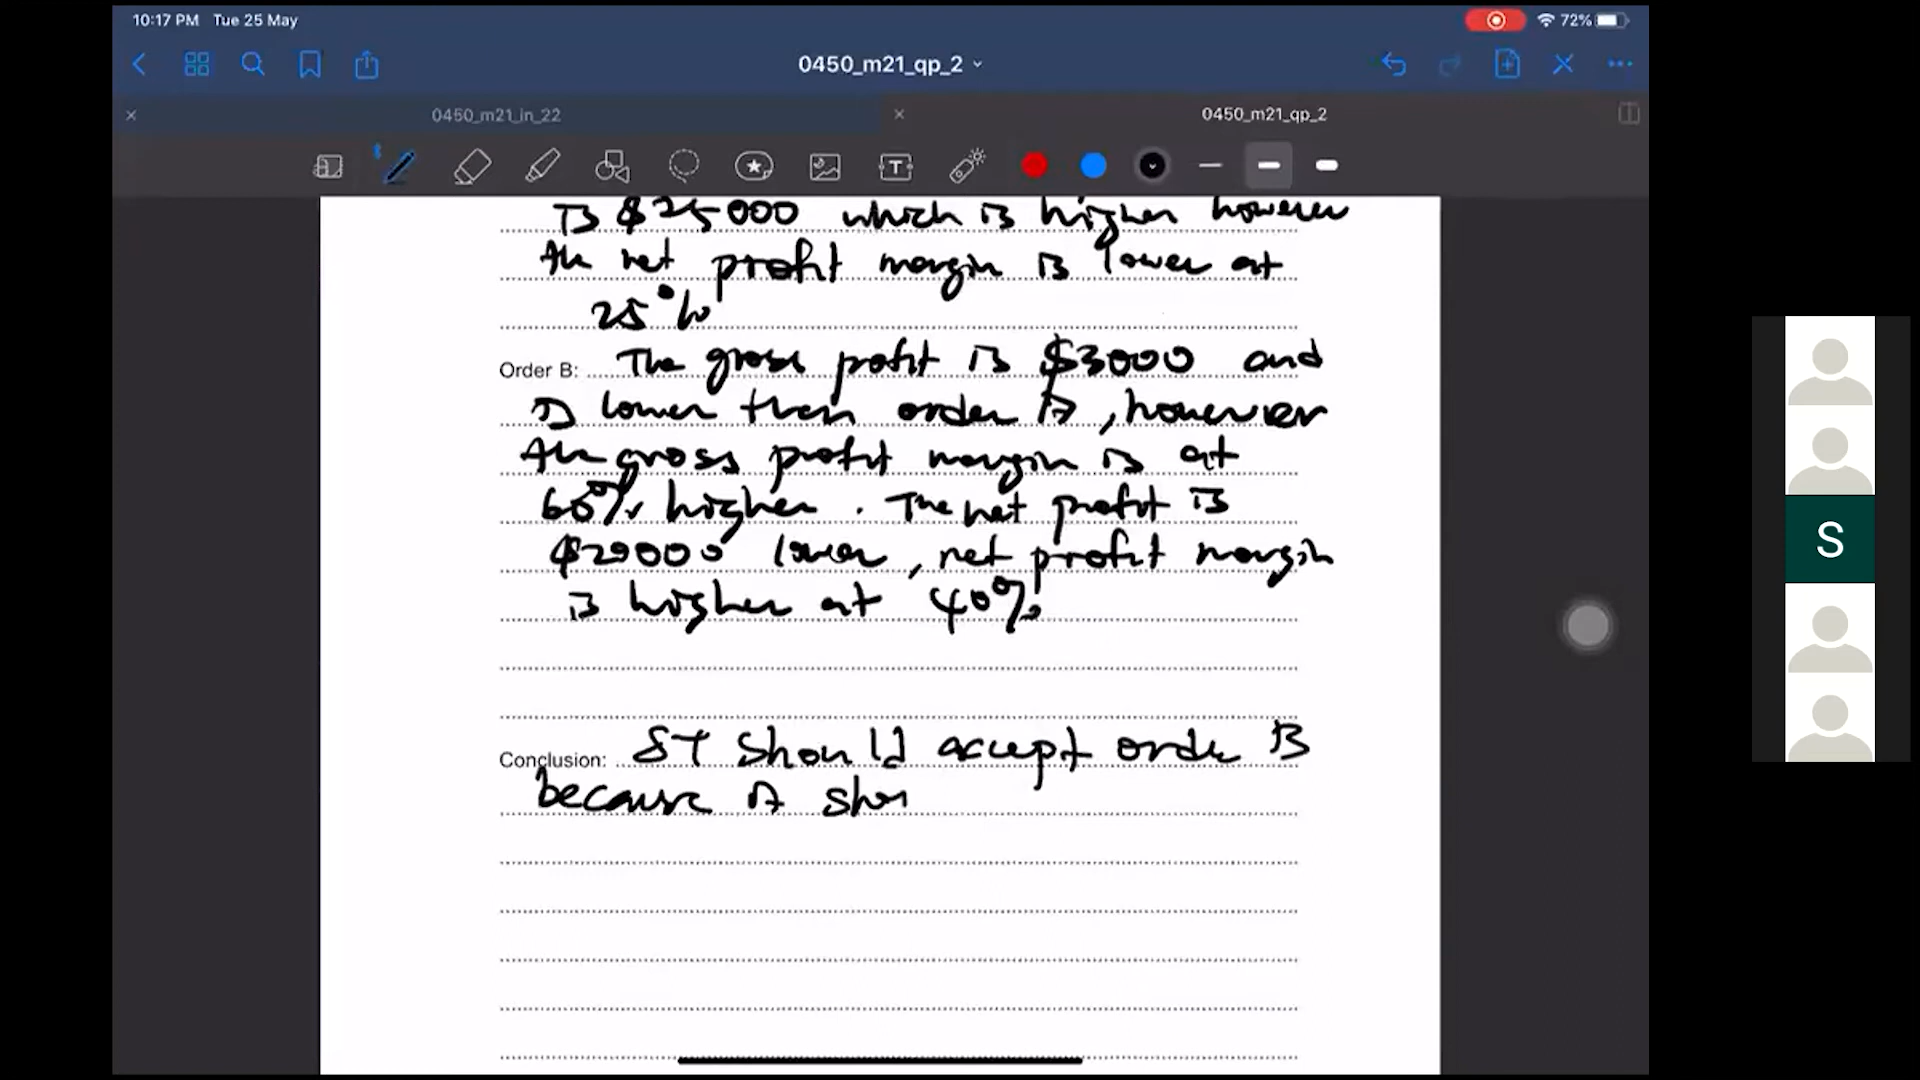 10:17 PM Tue 25 May
72%
0450_m21_qp_2
0450_m21_in_22
0450_m21_qp_2
is $25000 which is higher however
the net profit margin is lower at
25%
Order B: The gross profit is $3000 and
is lower than order A, however
the gross profit margin is at
60% higher. The net profit is
$20000 lower, net profit margin
is higher at 40%
Conclusion: ST should accept order B
because it shor
S